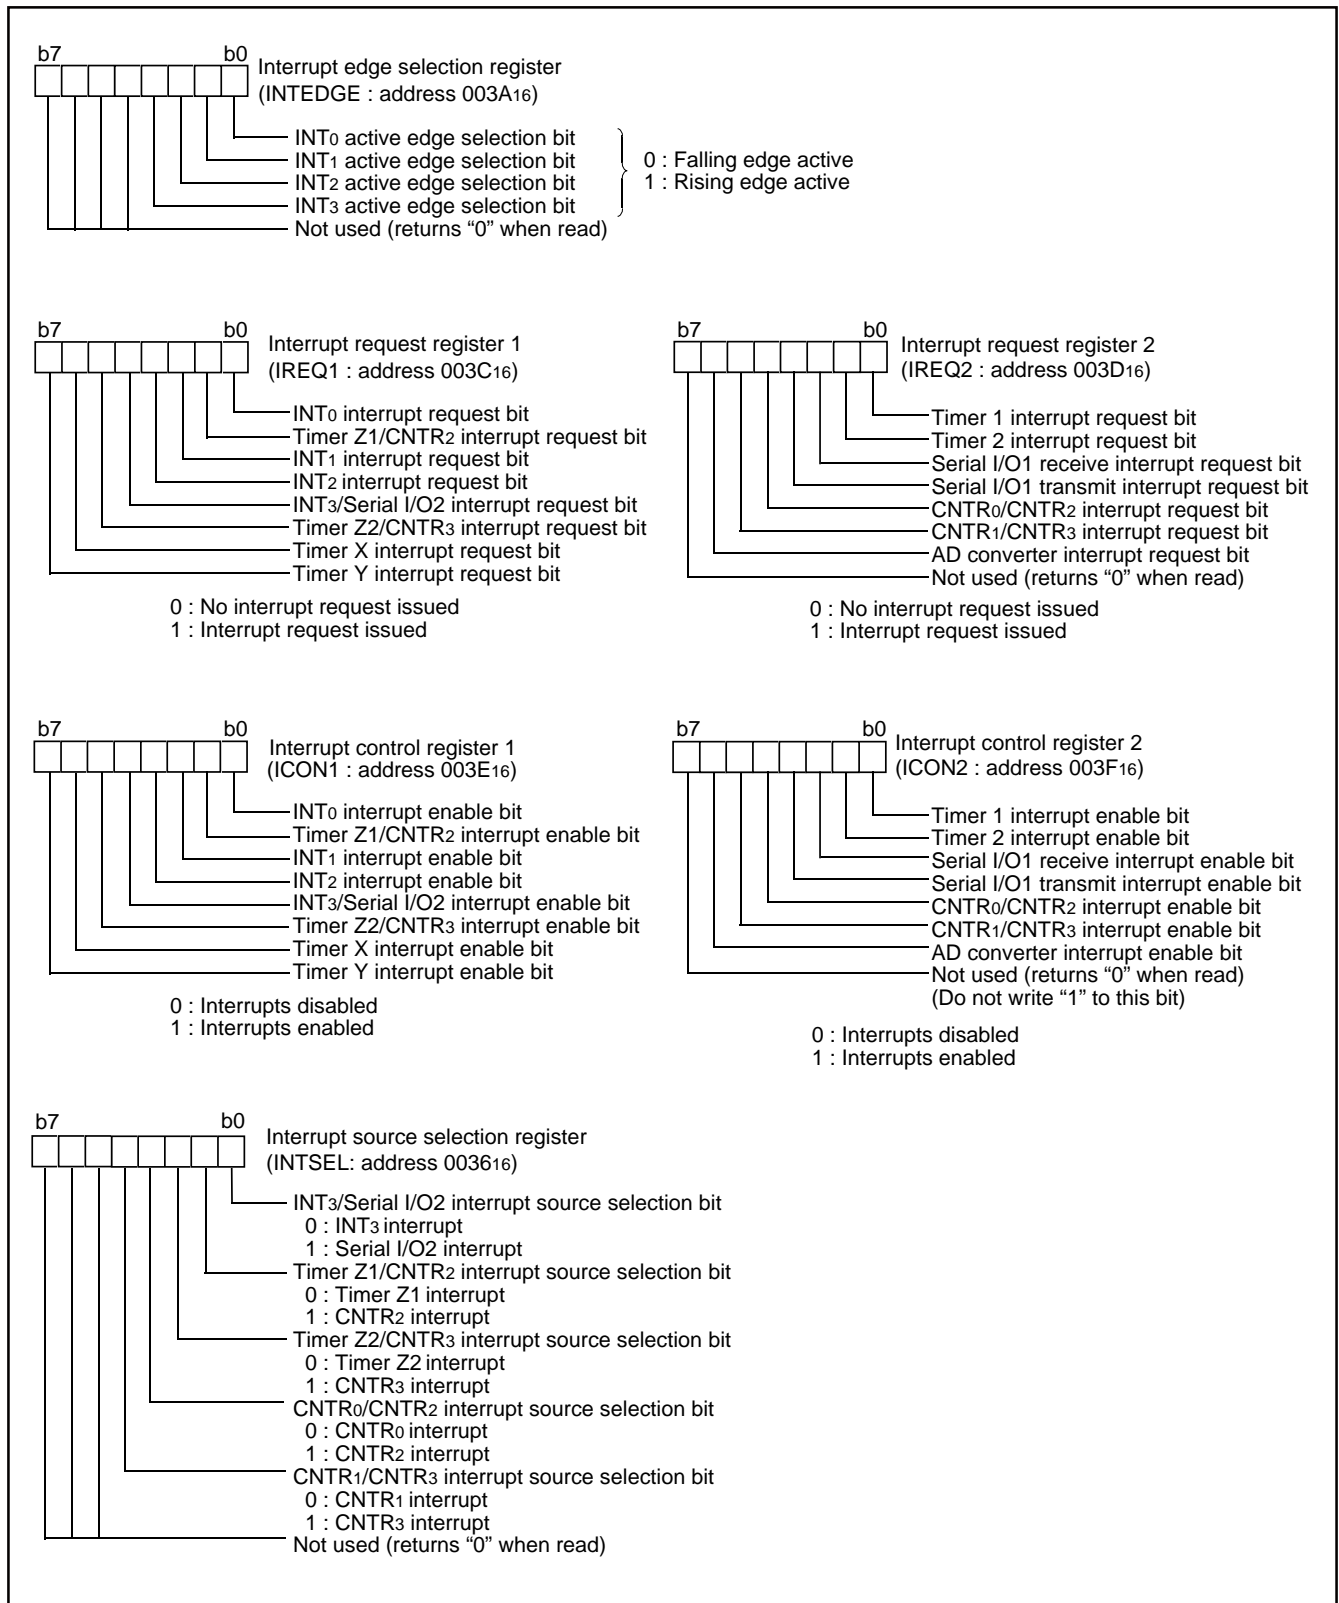 b7 b0
Interrupt edge selection register
(INTEDGE : address 003A16)
INT0 active edge selection bit
INT1 active edge selection bit
INT2 active edge selection bit
INT3 active edge selection bit
Not used (returns “0” when read)
0 : Falling edge active
1 : Rising edge active
b7 b0
Interrupt request register 1
(IREQ1 : address 003C16)
INT0 interrupt request bit
Timer Z1/CNTR2 interrupt request bit
INT1 interrupt request bit
INT2 interrupt request bit
INT3/Serial I/O2 interrupt request bit
Timer Z2/CNTR3 interrupt request bit
Timer X interrupt request bit
Timer Y interrupt request bit
0 : No interrupt request issued
1 : Interrupt request issued
b7 b0
Interrupt request register 2
(IREQ2 : address 003D16)
Timer 1 interrupt request bit
Timer 2 interrupt request bit
Serial I/O1 receive interrupt request bit
Serial I/O1 transmit interrupt request bit
CNTR0/CNTR2 interrupt request bit
CNTR1/CNTR3 interrupt request bit
AD converter interrupt request bit
Not used (returns “0” when read)
0 : No interrupt request issued
1 : Interrupt request issued
b7 b0
Interrupt control register 1
(ICON1 : address 003E16)
INT0 interrupt enable bit
Timer Z1/CNTR2 interrupt enable bit
INT1 interrupt enable bit
INT2 interrupt enable bit
INT3/Serial I/O2 interrupt enable bit
Timer Z2/CNTR3 interrupt enable bit
Timer X interrupt enable bit
Timer Y interrupt enable bit
0 : Interrupts disabled
1 : Interrupts enabled
b7 b0
Interrupt control register 2
(ICON2 : address 003F16)
Timer 1 interrupt enable bit
Timer 2 interrupt enable bit
Serial I/O1 receive interrupt enable bit
Serial I/O1 transmit interrupt enable bit
CNTR0/CNTR2 interrupt enable bit
CNTR1/CNTR3 interrupt enable bit
AD converter interrupt enable bit
Not used (returns “0” when read)
(Do not write “1” to this bit)
0 : Interrupts disabled
1 : Interrupts enabled
b7 b0
Interrupt source selection register
(INTSEL: address 003616)
INT3/Serial I/O2 interrupt source selection bit
0 : INT3 interrupt
1 : Serial I/O2 interrupt
Timer Z1/CNTR2 interrupt source selection bit
0 : Timer Z1 interrupt
1 : CNTR2 interrupt
Timer Z2/CNTR3 interrupt source selection bit
0 : Timer Z2 interrupt
1 : CNTR3 interrupt
CNTR0/CNTR2 interrupt source selection bit
0 : CNTR0 interrupt
1 : CNTR2 interrupt
CNTR1/CNTR3 interrupt source selection bit
0 : CNTR1 interrupt
1 : CNTR3 interrupt
Not used (returns “0” when read)